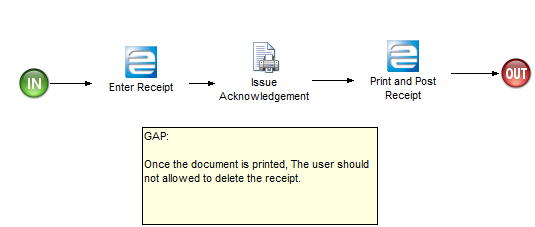 IN
Enter Receipt
Issue
Acknowledgement
Print and Post
Receipt
OUT
GAP:
Once the document is printed, The user should
not allowed to delete the receipt.